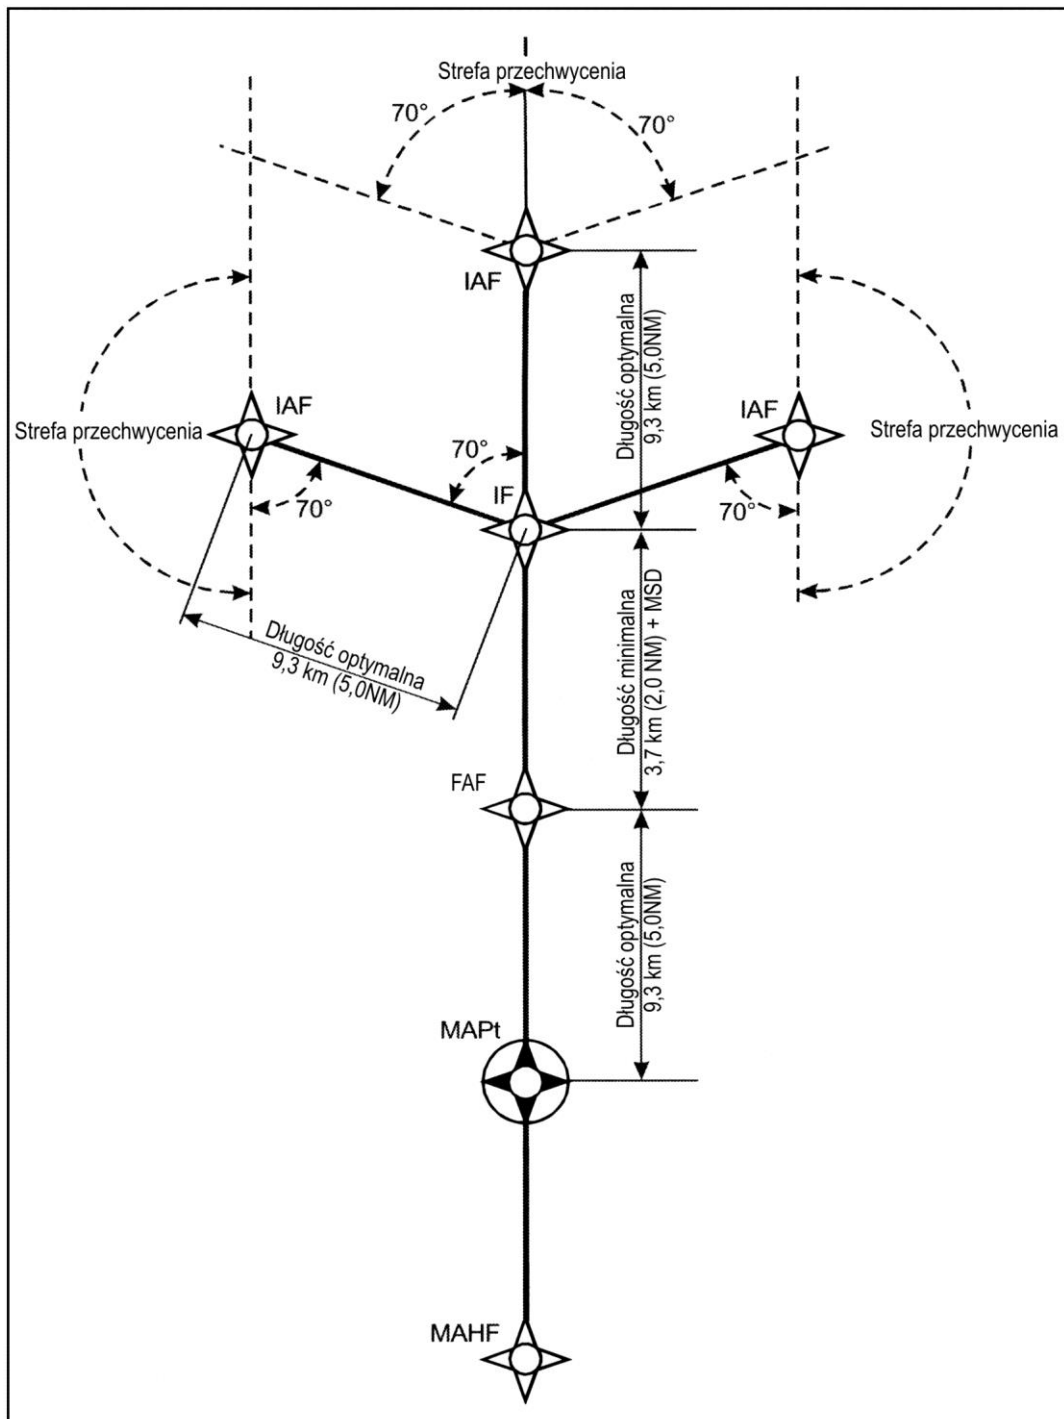 Strefa przechwycenia
70°
70°
IAF
Długość optymalna
9,3 km (5,0NM)
IAF
IAF
Strefa przechwycenia
Strefa przechwycenia
70°
IF
70°
70°
Długość optymalna
9,3 km (5,0NM)
Długość minimalna
3,7 km (2,0 NM) + MSD
FAF
Długość optymalna
9,3 km (5,0NM)
MAPt
MAHF